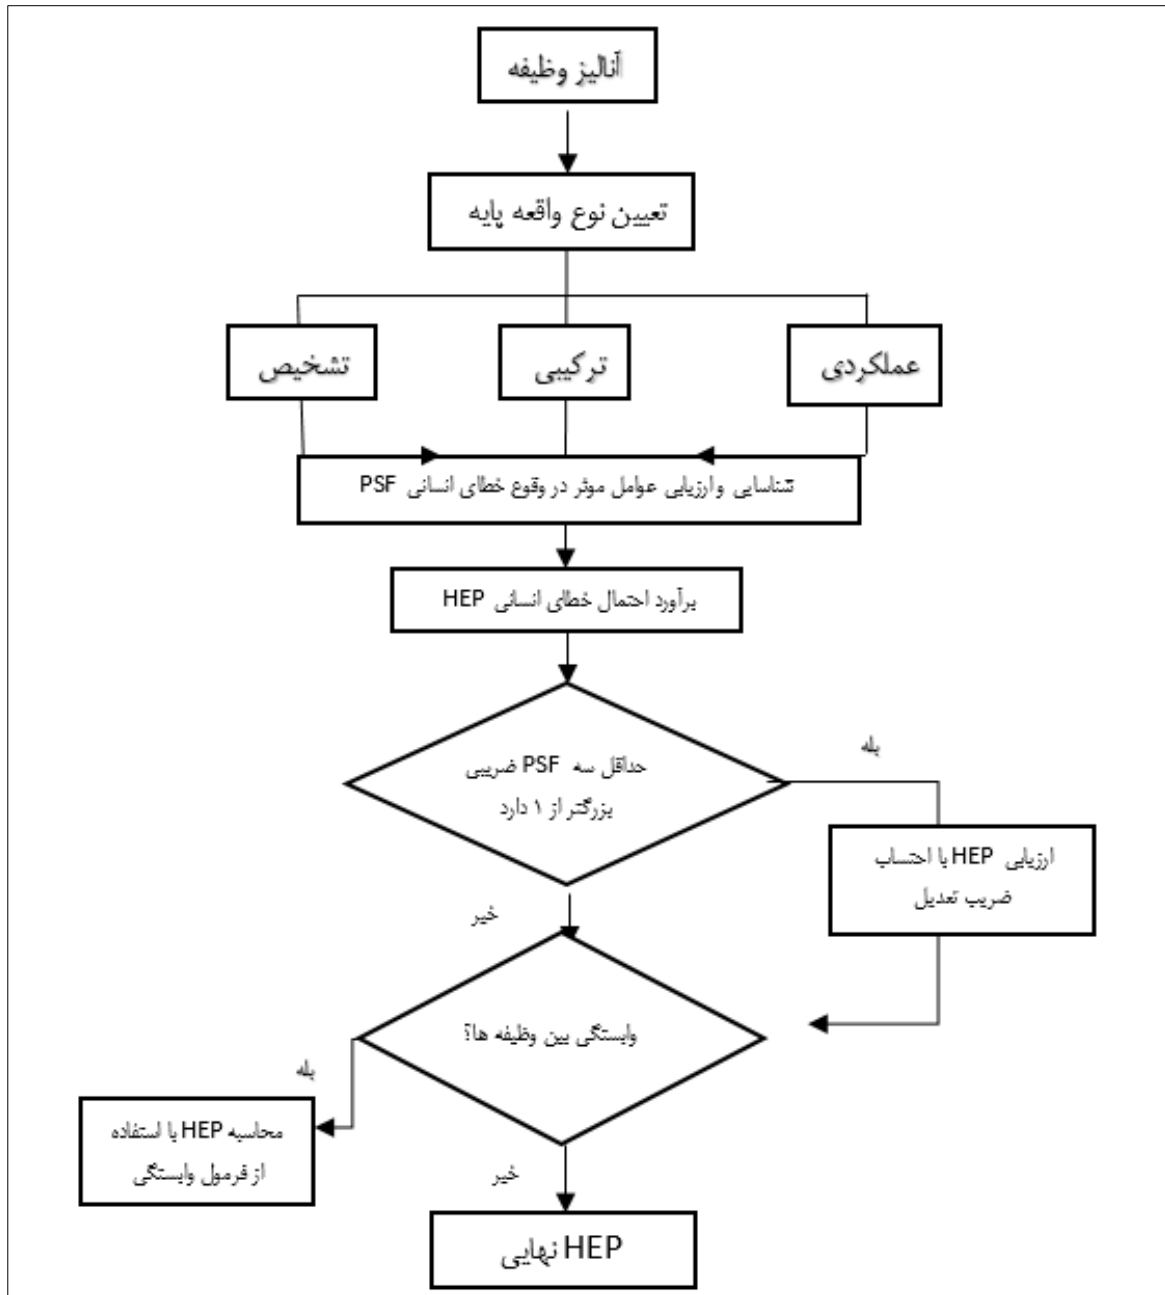 آنالیز وظیفه
تعیین نوع واقعه پایه
عملکردی
ترکیبی
تشخیص
شناسایی و ارزیابی عوامل موثر در وقوع خطای انسانی PSF
برآورد احتمال خطای انسانی HEP
حداقل سه PSF ضریبی
بزرگتر از ۱ دارد
بله
ارزیابی HEP با احتساب
ضریب تعدیل
خیر
وابستگی بین وظیفه ها؟
بله
محاسبه HEP با استفاده
از فرمول وابستگی
خیر
HEP نهایی